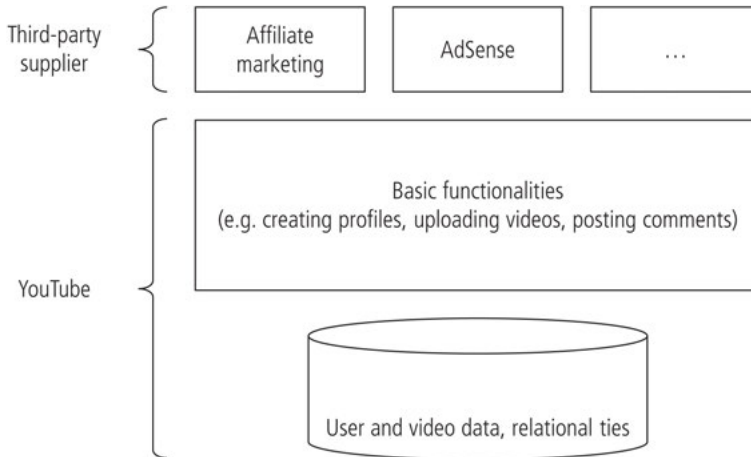 Third-party
supplier
Affiliate
marketing
AdSense
...
YouTube
Basic functionalities
(e.g. creating profiles, uploading videos, posting comments)
User and video data, relational ties